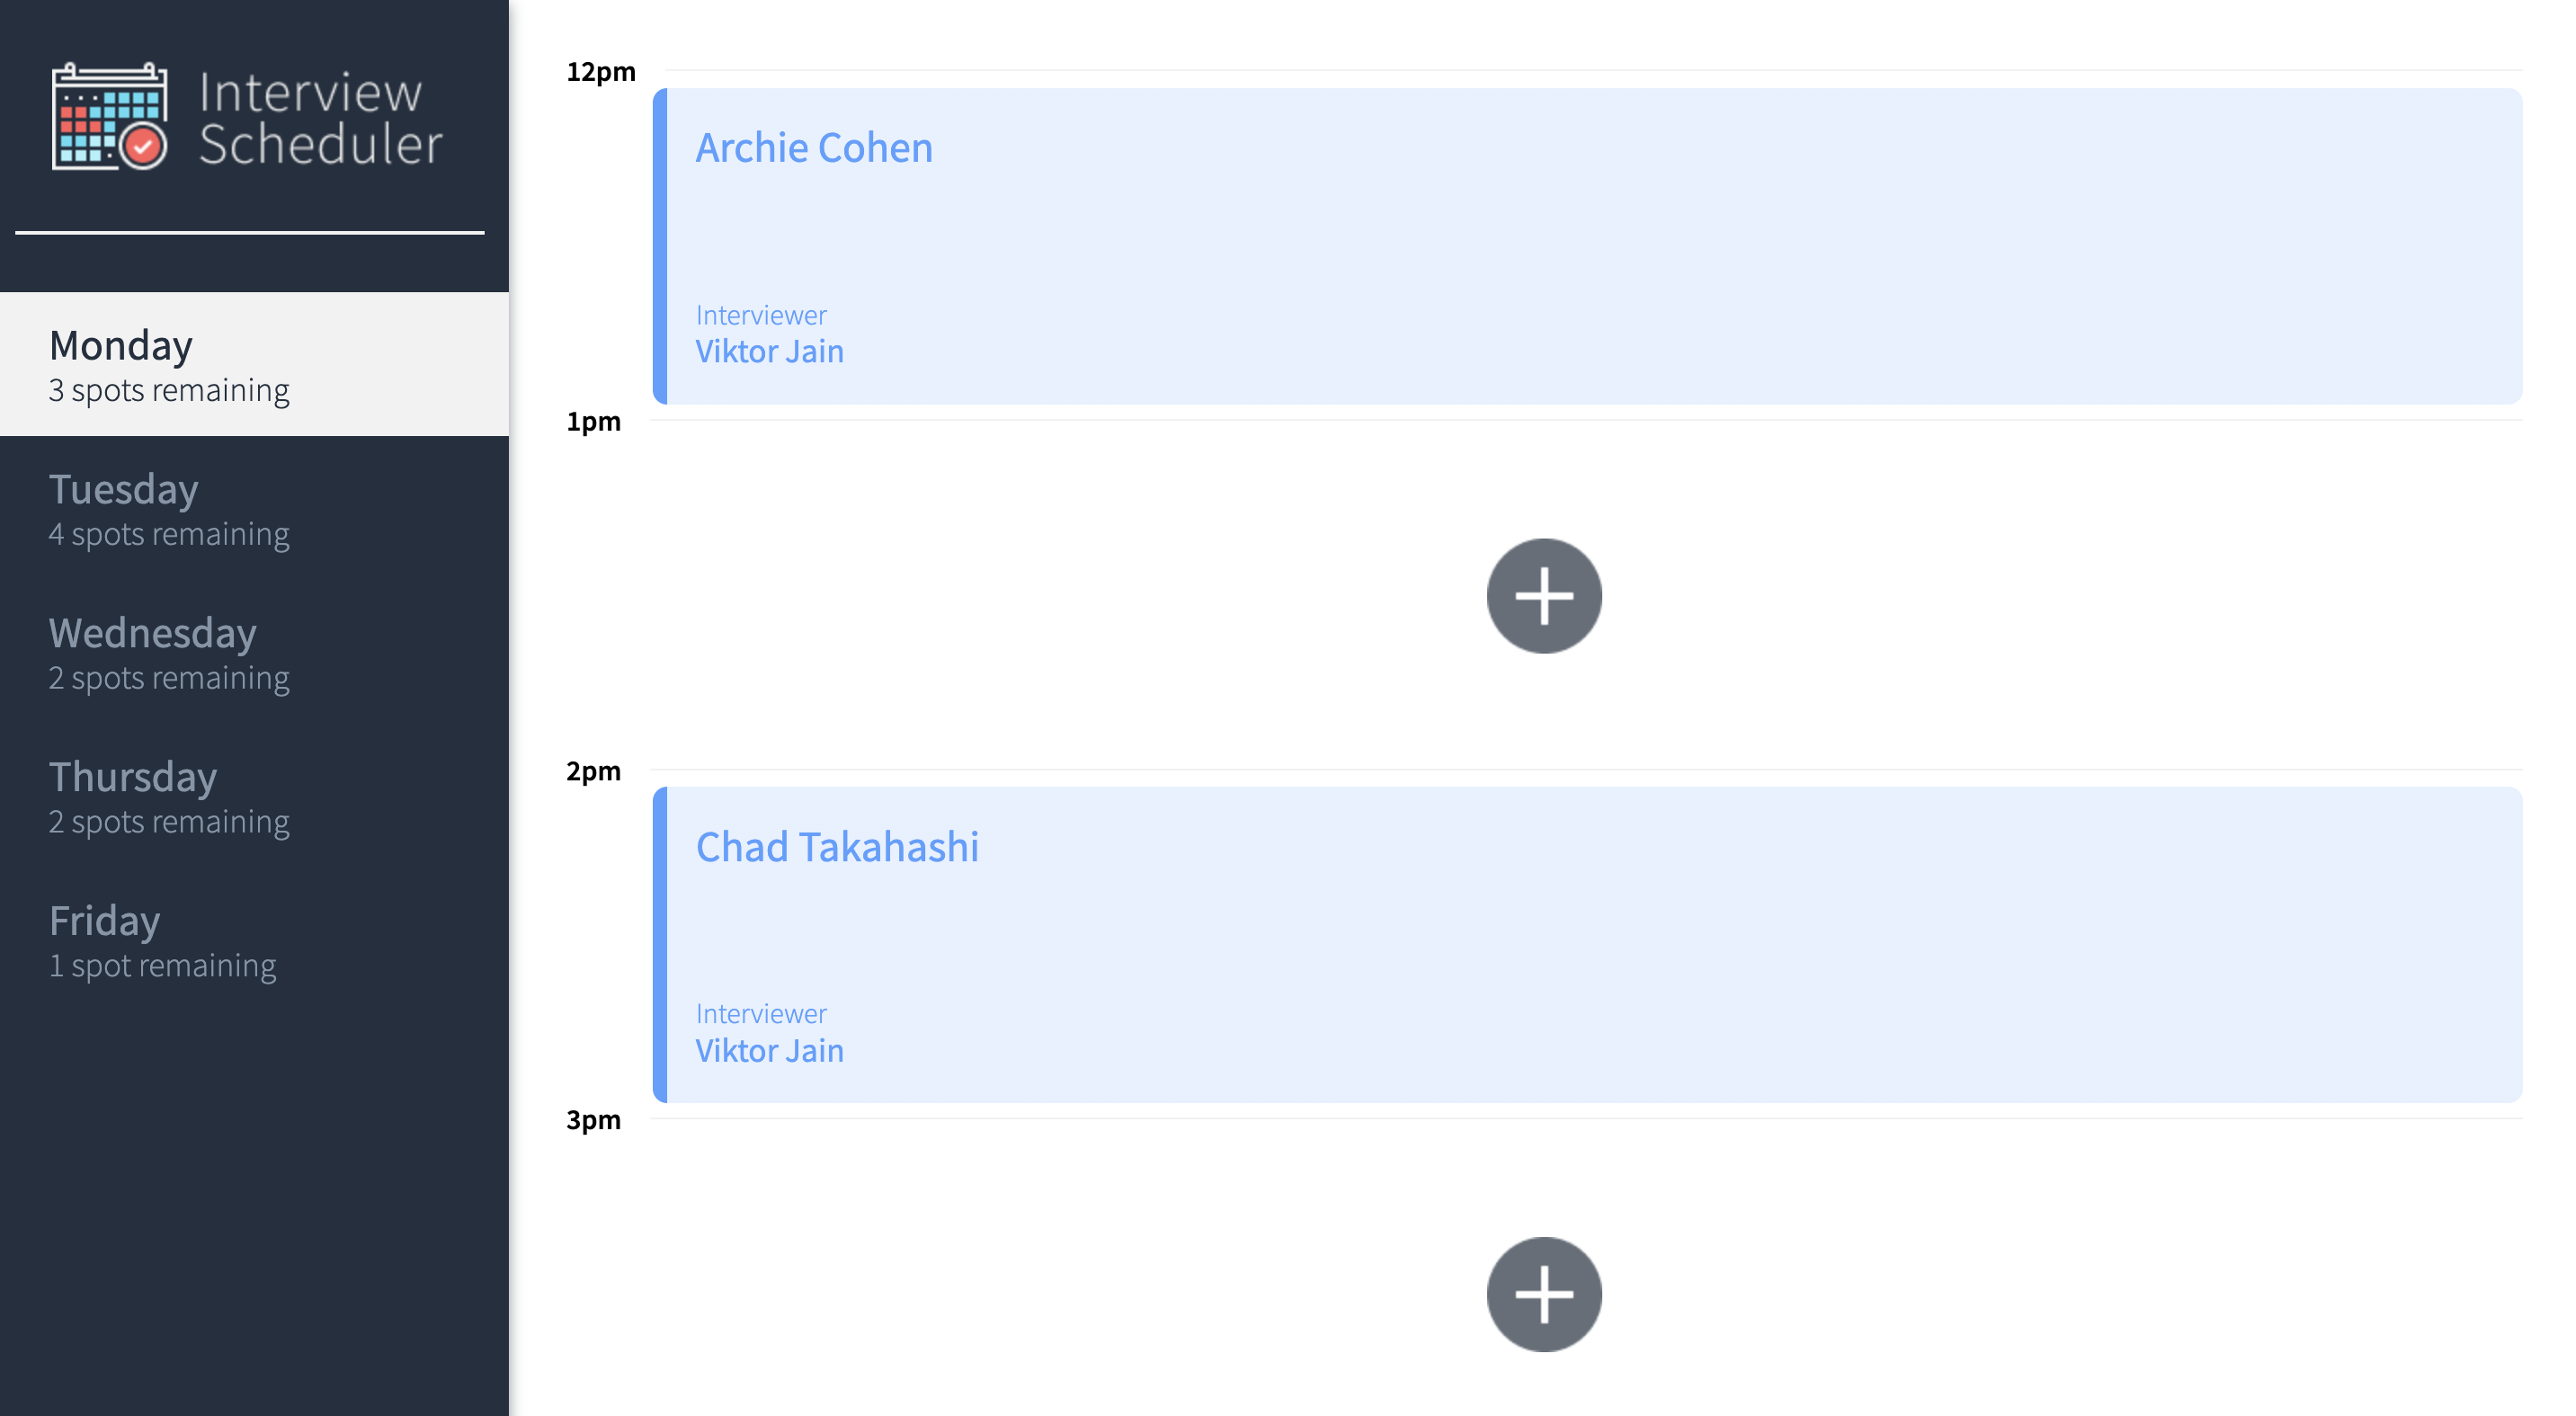 Interview
Scheduler
Monday
3 spots remaining
Tuesday
4 spots remaining
Wednesday
2 spots remaining
Thursday
2 spots remaining
Friday
1 spot remaining
12pm
Archie Cohen
Interviewer
Viktor Jain
1pm
2pm
Chad Takahashi
Interviewer
Viktor Jain
3pm